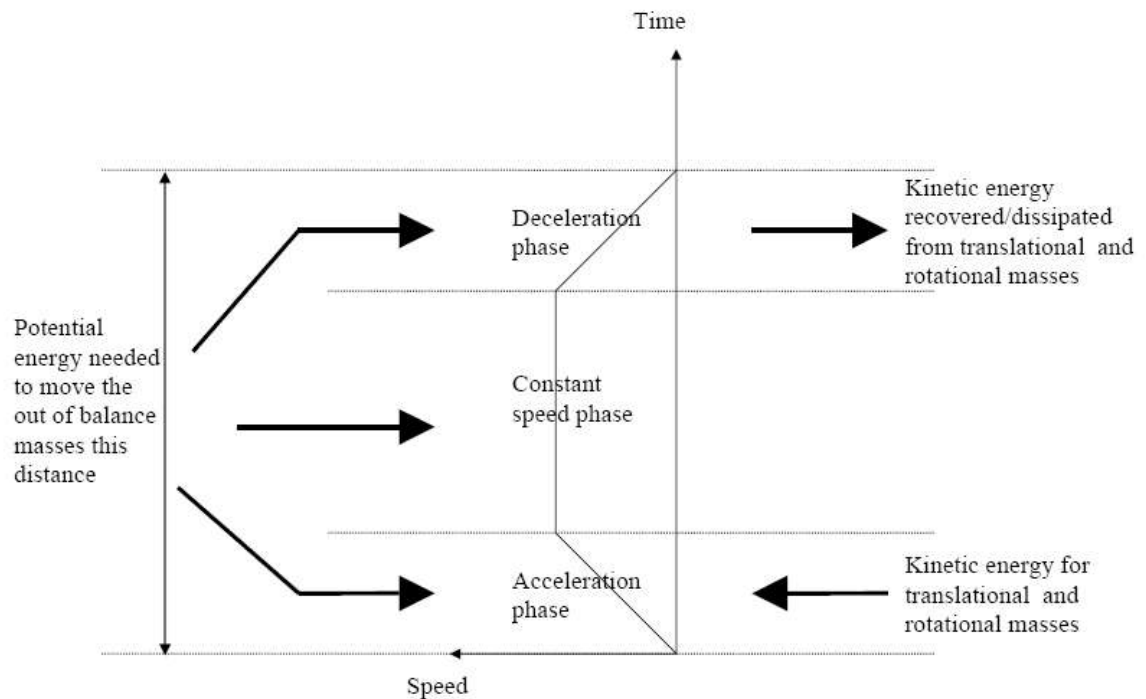 Time
Kinetic energy
recovered/dissipated
from translational and
rotational masses
Deceleration
phase
Potential
energy needed
to move the
out of balance
masses this
distance
Constant
speed phase
Acceleration
phase
Kinetic energy for
translational and
rotational masses
Speed